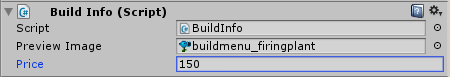 Build Info (Script)
Script BuildInfo
Preview Image buildmenu_firingplant
Price 150